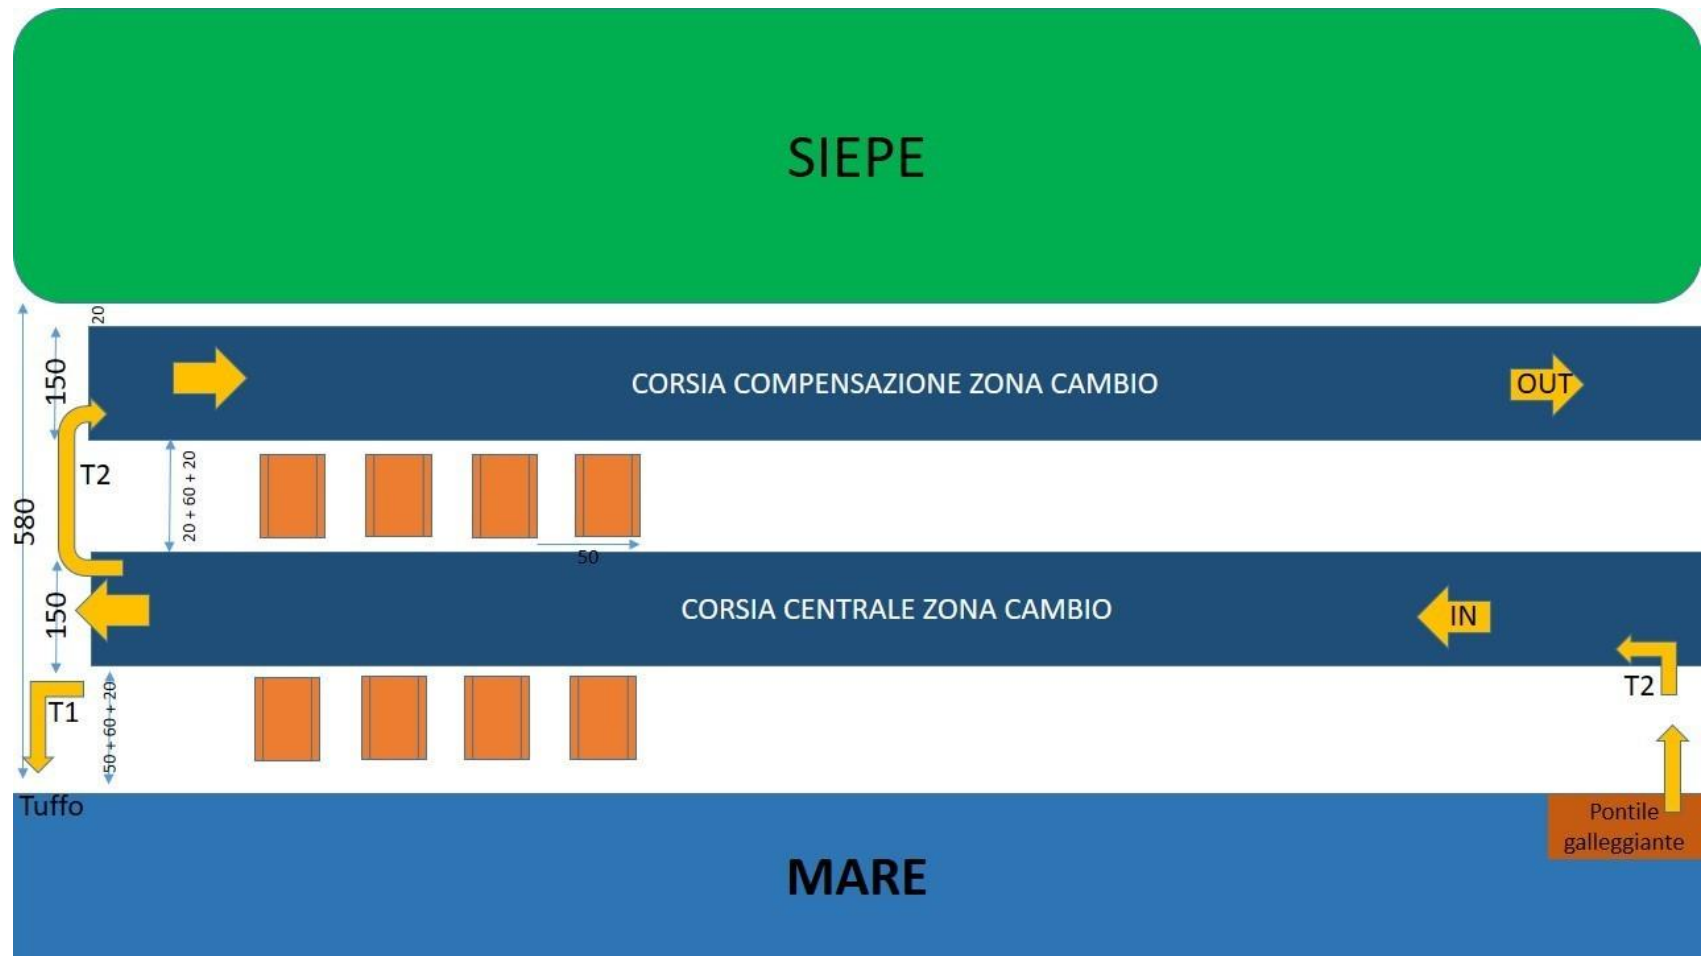 SIEPE
20
150
CORSIA COMPENSAZIONE ZONA CAMBIO
OUT
T2
20 + 60 + 20
580
50
150
CORSIA CENTRALE ZONA CAMBIO
IN
T2
T1
50 + 60 + 20
Tuffo
Pontile
galleggiante
MARE